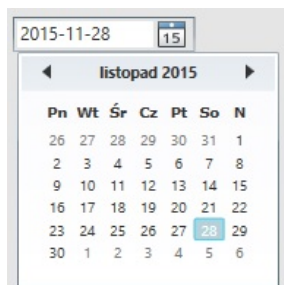 2015-11-28 15
listopad 2015
Pn Wt Śr Cz Pt So N
26 27 28 29 30 31 1
2 3 4 5 6 7 8
9 10 11 12 13 14 15
16 17 18 19 20 21 22
23 24 25 26 27 28 29
30 1 2 3 4 5 6